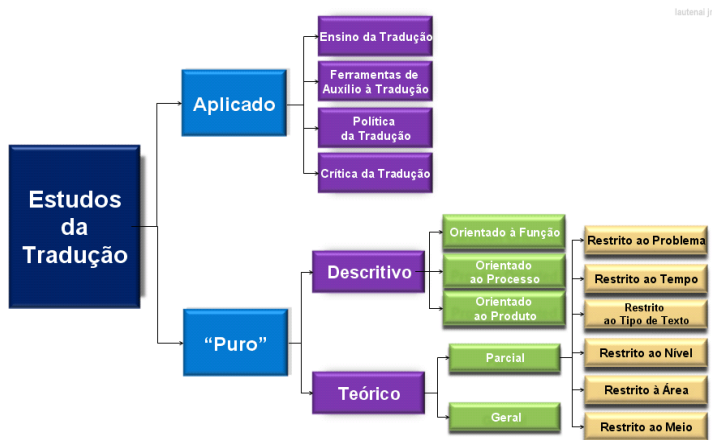 lautenai jr
Ensino da Tradução
Ferramentas de
Auxílio à Tradução
Aplicado
Política
da Tradução
Crítica da Tradução
Estudos
da
Tradução
Orientado à Função
Restrito ao Problema
Descritivo
Orientado
ao Processo
Restrito ao Tempo
Orientado
ao Produto
Restrito
ao Tipo de Texto
“Puro”
Parcial
Restrito ao Nível
Teórico
Restrito à Área
Geral
Restrito ao Meio